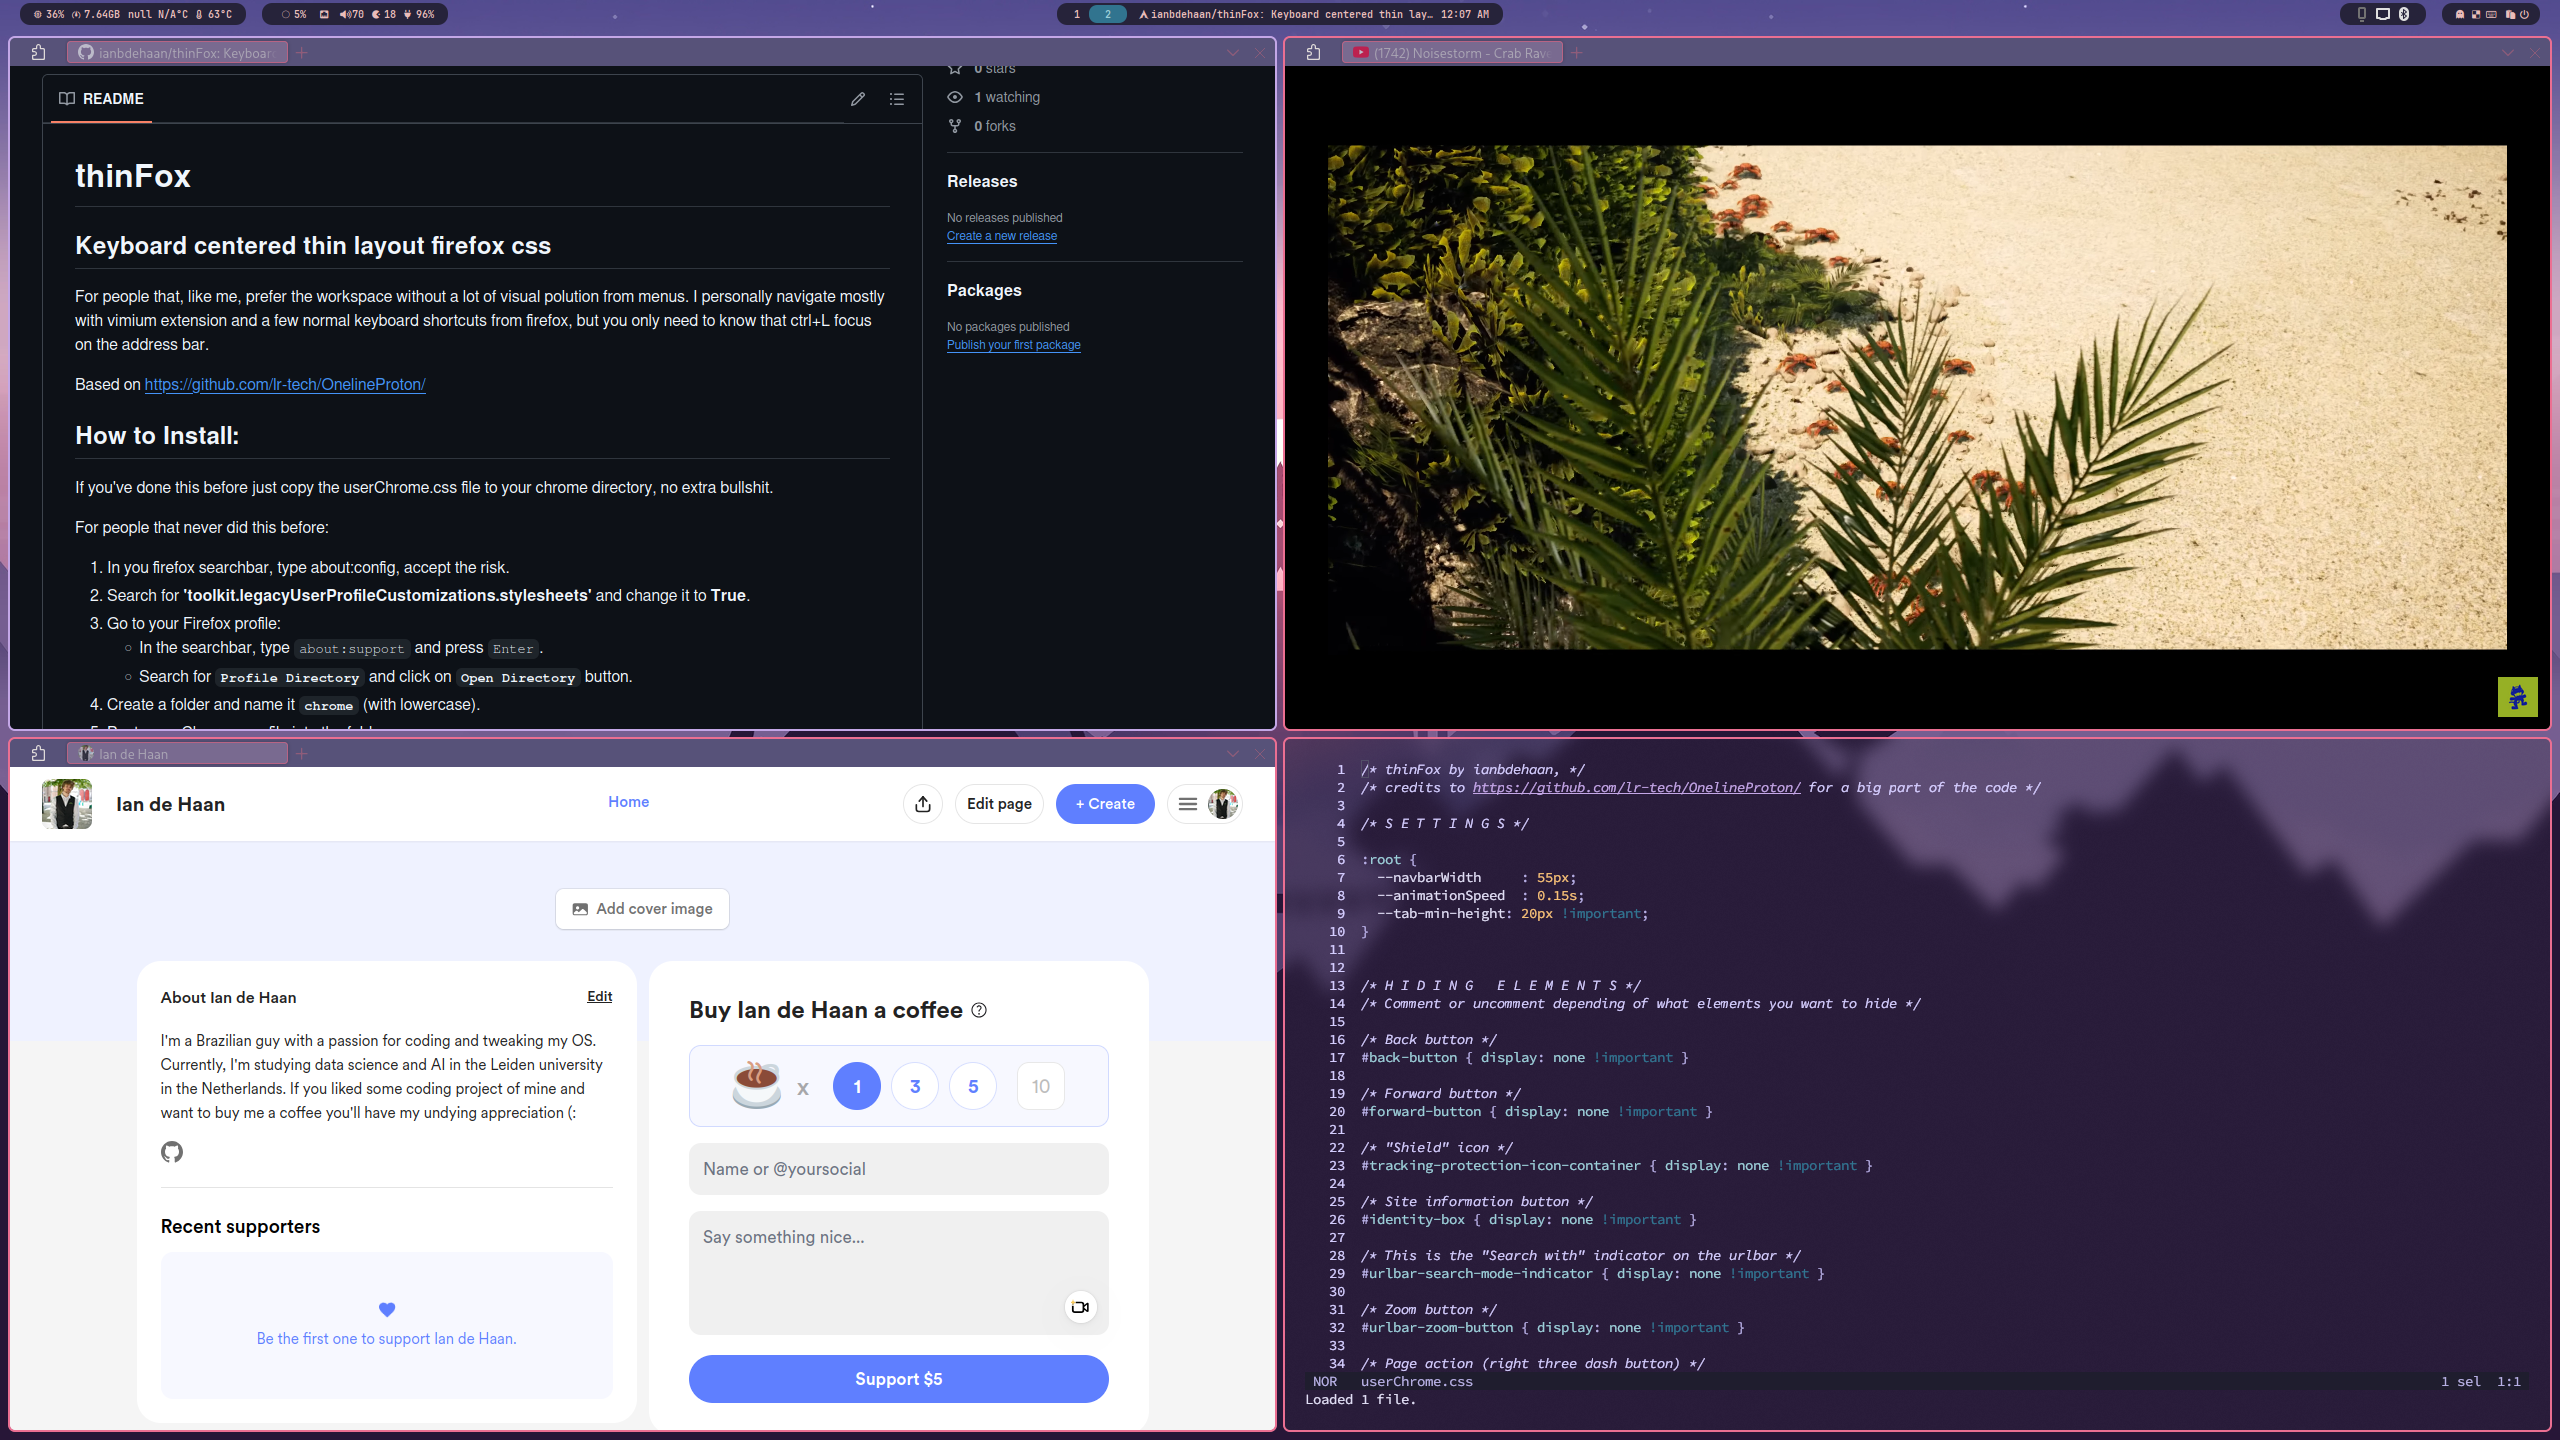 36% 7.64GB null N/A°C 63°C
5% 70 18 96%
1 2 ianbdehaan/thinFox: Keyboard centered thin lay… 12:07 AM
ianbdehaan/thinFox: Keyboar
README
0 stars
1 watching
0 forks
Releases
No releases published
Create a new release
Packages
No packages published
Publish your first package
thinFox
Keyboard centered thin layout firefox css
For people that, like me, prefer the workspace without a lot of visual polution from menus. I personally navigate mostly
with vimium extension and a few normal keyboard shortcuts from firefox, but you only need to know that ctrl+L focus
on the address bar.
Based on https://github.com/lr-tech/OnelineProton/
How to Install:
If you've done this before just copy the userChrome.css file to your chrome directory, no extra bullshit.
For people that never did this before:
1. In you firefox searchbar, type about:config, accept the risk.
2. Search for 'toolkit.legacyUserProfileCustomizations.stylesheets' and change it to True.
3. Go to your Firefox profile:
○ In the searbar, type about:support and press Enter.
○ Search for Profile Directory and click on Open Directory button.
4. Create a folder and name it chrome (with lowercase).
(1742) Noisestorm - Crab Rav
Ian de Haan
Ian de Haan
Home
Edit page
+ Create
Add cover image
About Ian de Haan
Edit
I'm a Brazilian guy with a passion for coding and tweaking my OS.
Currently, I'm studying data science and AI in the Leiden university
in the Netherlands. If you liked some coding project of mine and
want to buy me a coffee you'll have my undying appreciation (:
Recent supporters
Be the first one to support Ian de Haan.
Buy Ian de Haan a coffee
x 1 3 5 10
Name or @yoursocial
Say something nice...
Support $5
1 /* thinFox by ianbdehaan, */
2 /* credits to https://github.com/lr-tech/OnelineProton/ for a big part of the code */
3
4 /* S E T T I N G S */
5
6 :root {
7 --navbarWidth : 55px;
8 --animationSpeed : 0.15s;
9 --tab-min-height: 20px !important;
10 }
11
12
13 /* H I D I N G   E L E M E N T S */
14 /* Comment or uncomment depending of what elements you want to hide */
15
16 /* Back button */
17 #back-button { display: none !important }
18
19 /* Forward button */
20 #forward-button { display: none !important }
21
22 /* "Shield" icon */
23 #tracking-protection-icon-container { display: none !important }
24
25 /* Site information button */
26 #identity-box { display: none !important }
27
28 /* This is the "Search with" indicator on the urlbar */
29 #urlbar-search-mode-indicator { display: none !important }
30
31 /* Zoom button */
32 #urlbar-zoom-button { display: none !important }
33
34 /* Page action (right three dash button) */
NOR userChrome.css 1 sel 1:1
Loaded 1 file.